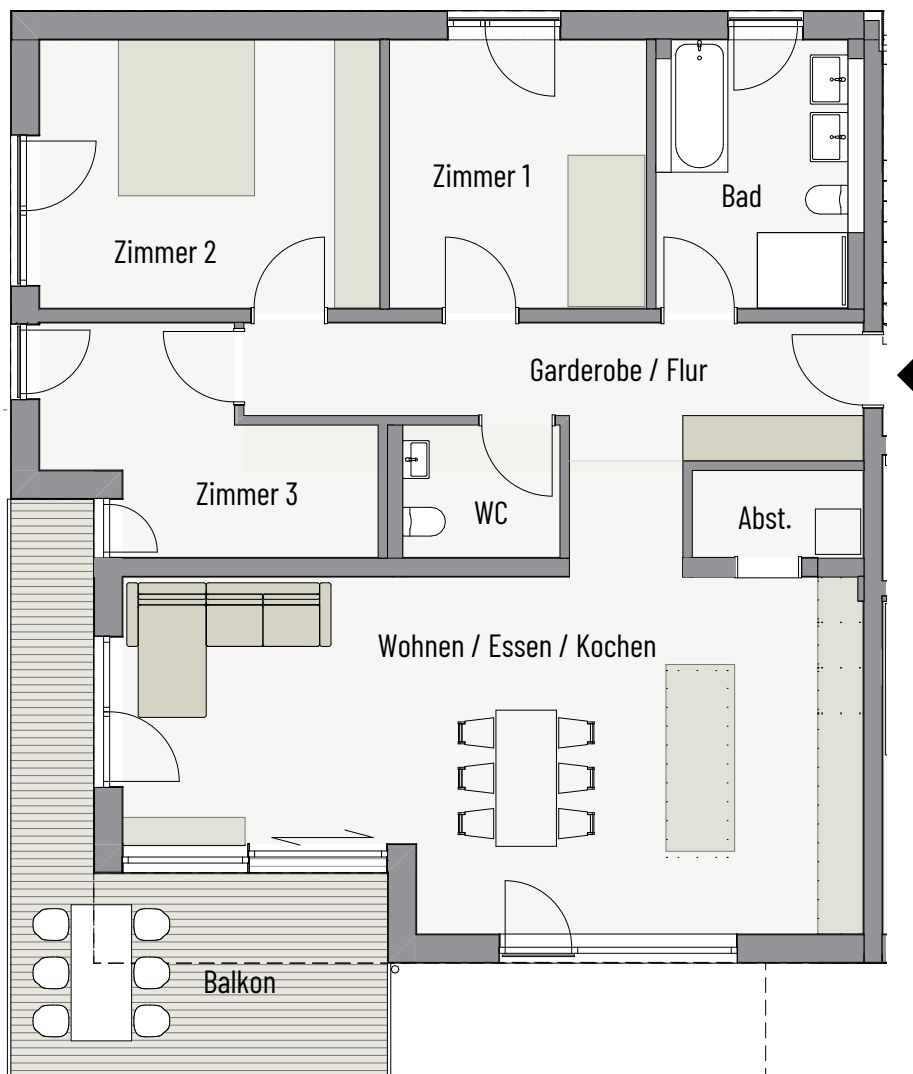 Zimmer 1
Bad
Zimmer 2
Garderobe / Flur
Zimmer 3
WC
Abst.
Wohnen / Essen / Kochen
Balkon